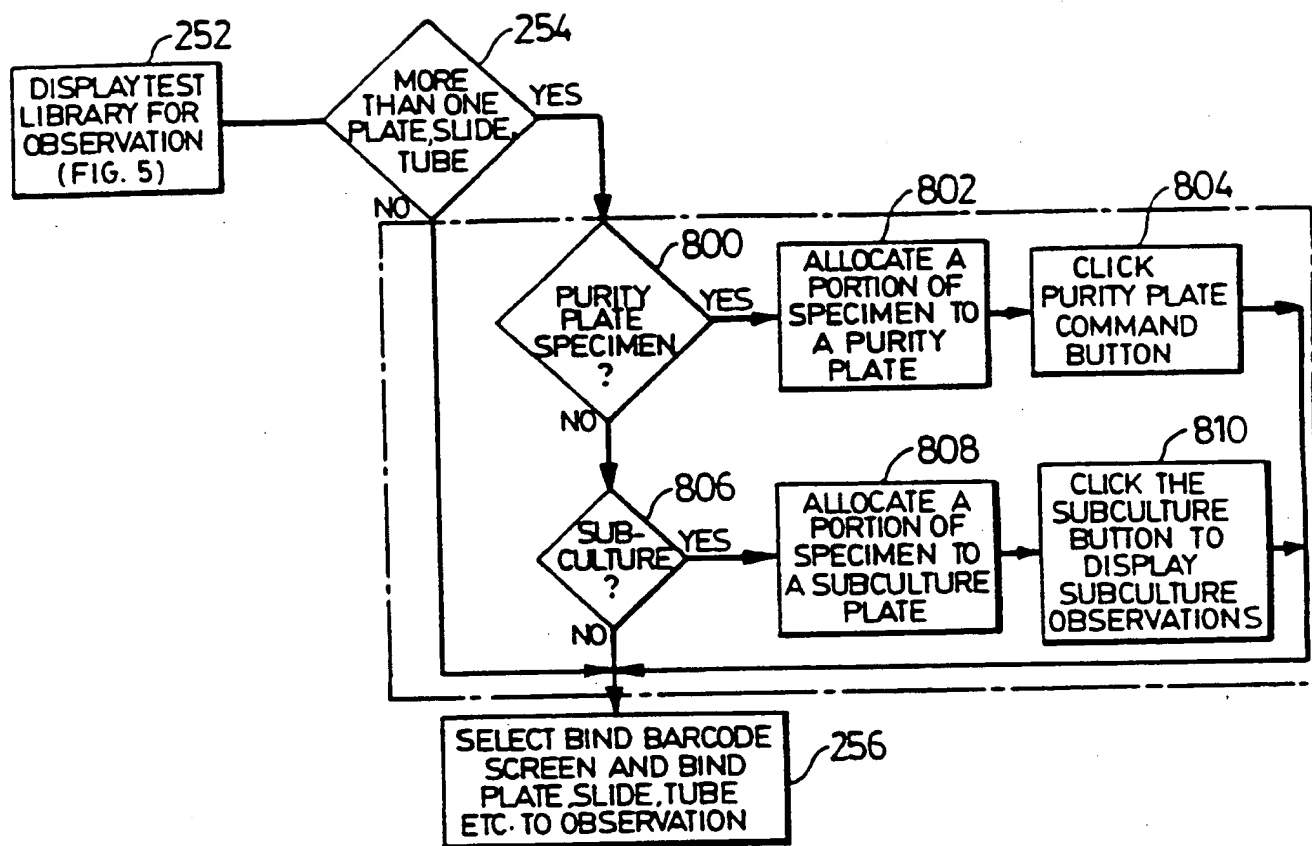 252
DISPLAY TEST
LIBRARY FOR
OBSERVATION
(FIG. 5)
254
MORE
THAN ONE
PLATE, SLIDE,
TUBE
YES
NO
800
PURITY
PLATE
SPECIMEN
?
YES
NO
802
ALLOCATE A
PORTION OF
SPECIMEN TO
A PURITY
PLATE
804
CLICK
PURITY PLATE
COMMAND
BUTTON
806
SUB-
CULTURE
?
YES
NO
808
ALLOCATE A
PORTION OF
SPECIMEN TO
A SUBCULTURE
PLATE
810
CLICK THE
SUBCULTURE
BUTTON TO
DISPLAY
SUBCULTURE
OBSERVATIONS
SELECT BIND BARCODE
SCREEN AND BIND
PLATE, SLIDE, TUBE
ETC. TO OBSERVATION
256